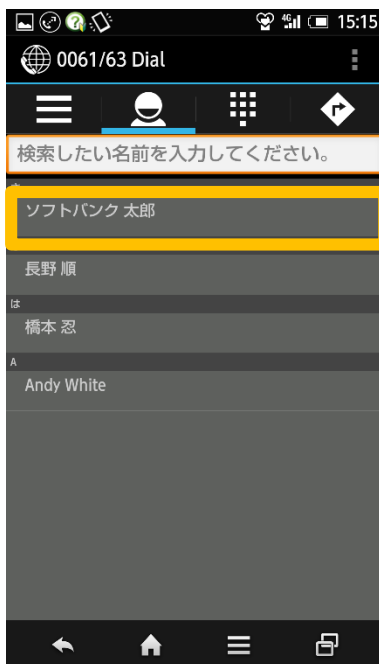 4G 15:15
0061/63 Dial
検索したい名前を入力してください。
ソフトバンク 太郎
長野 順
は
橋本 忍
A
Andy White